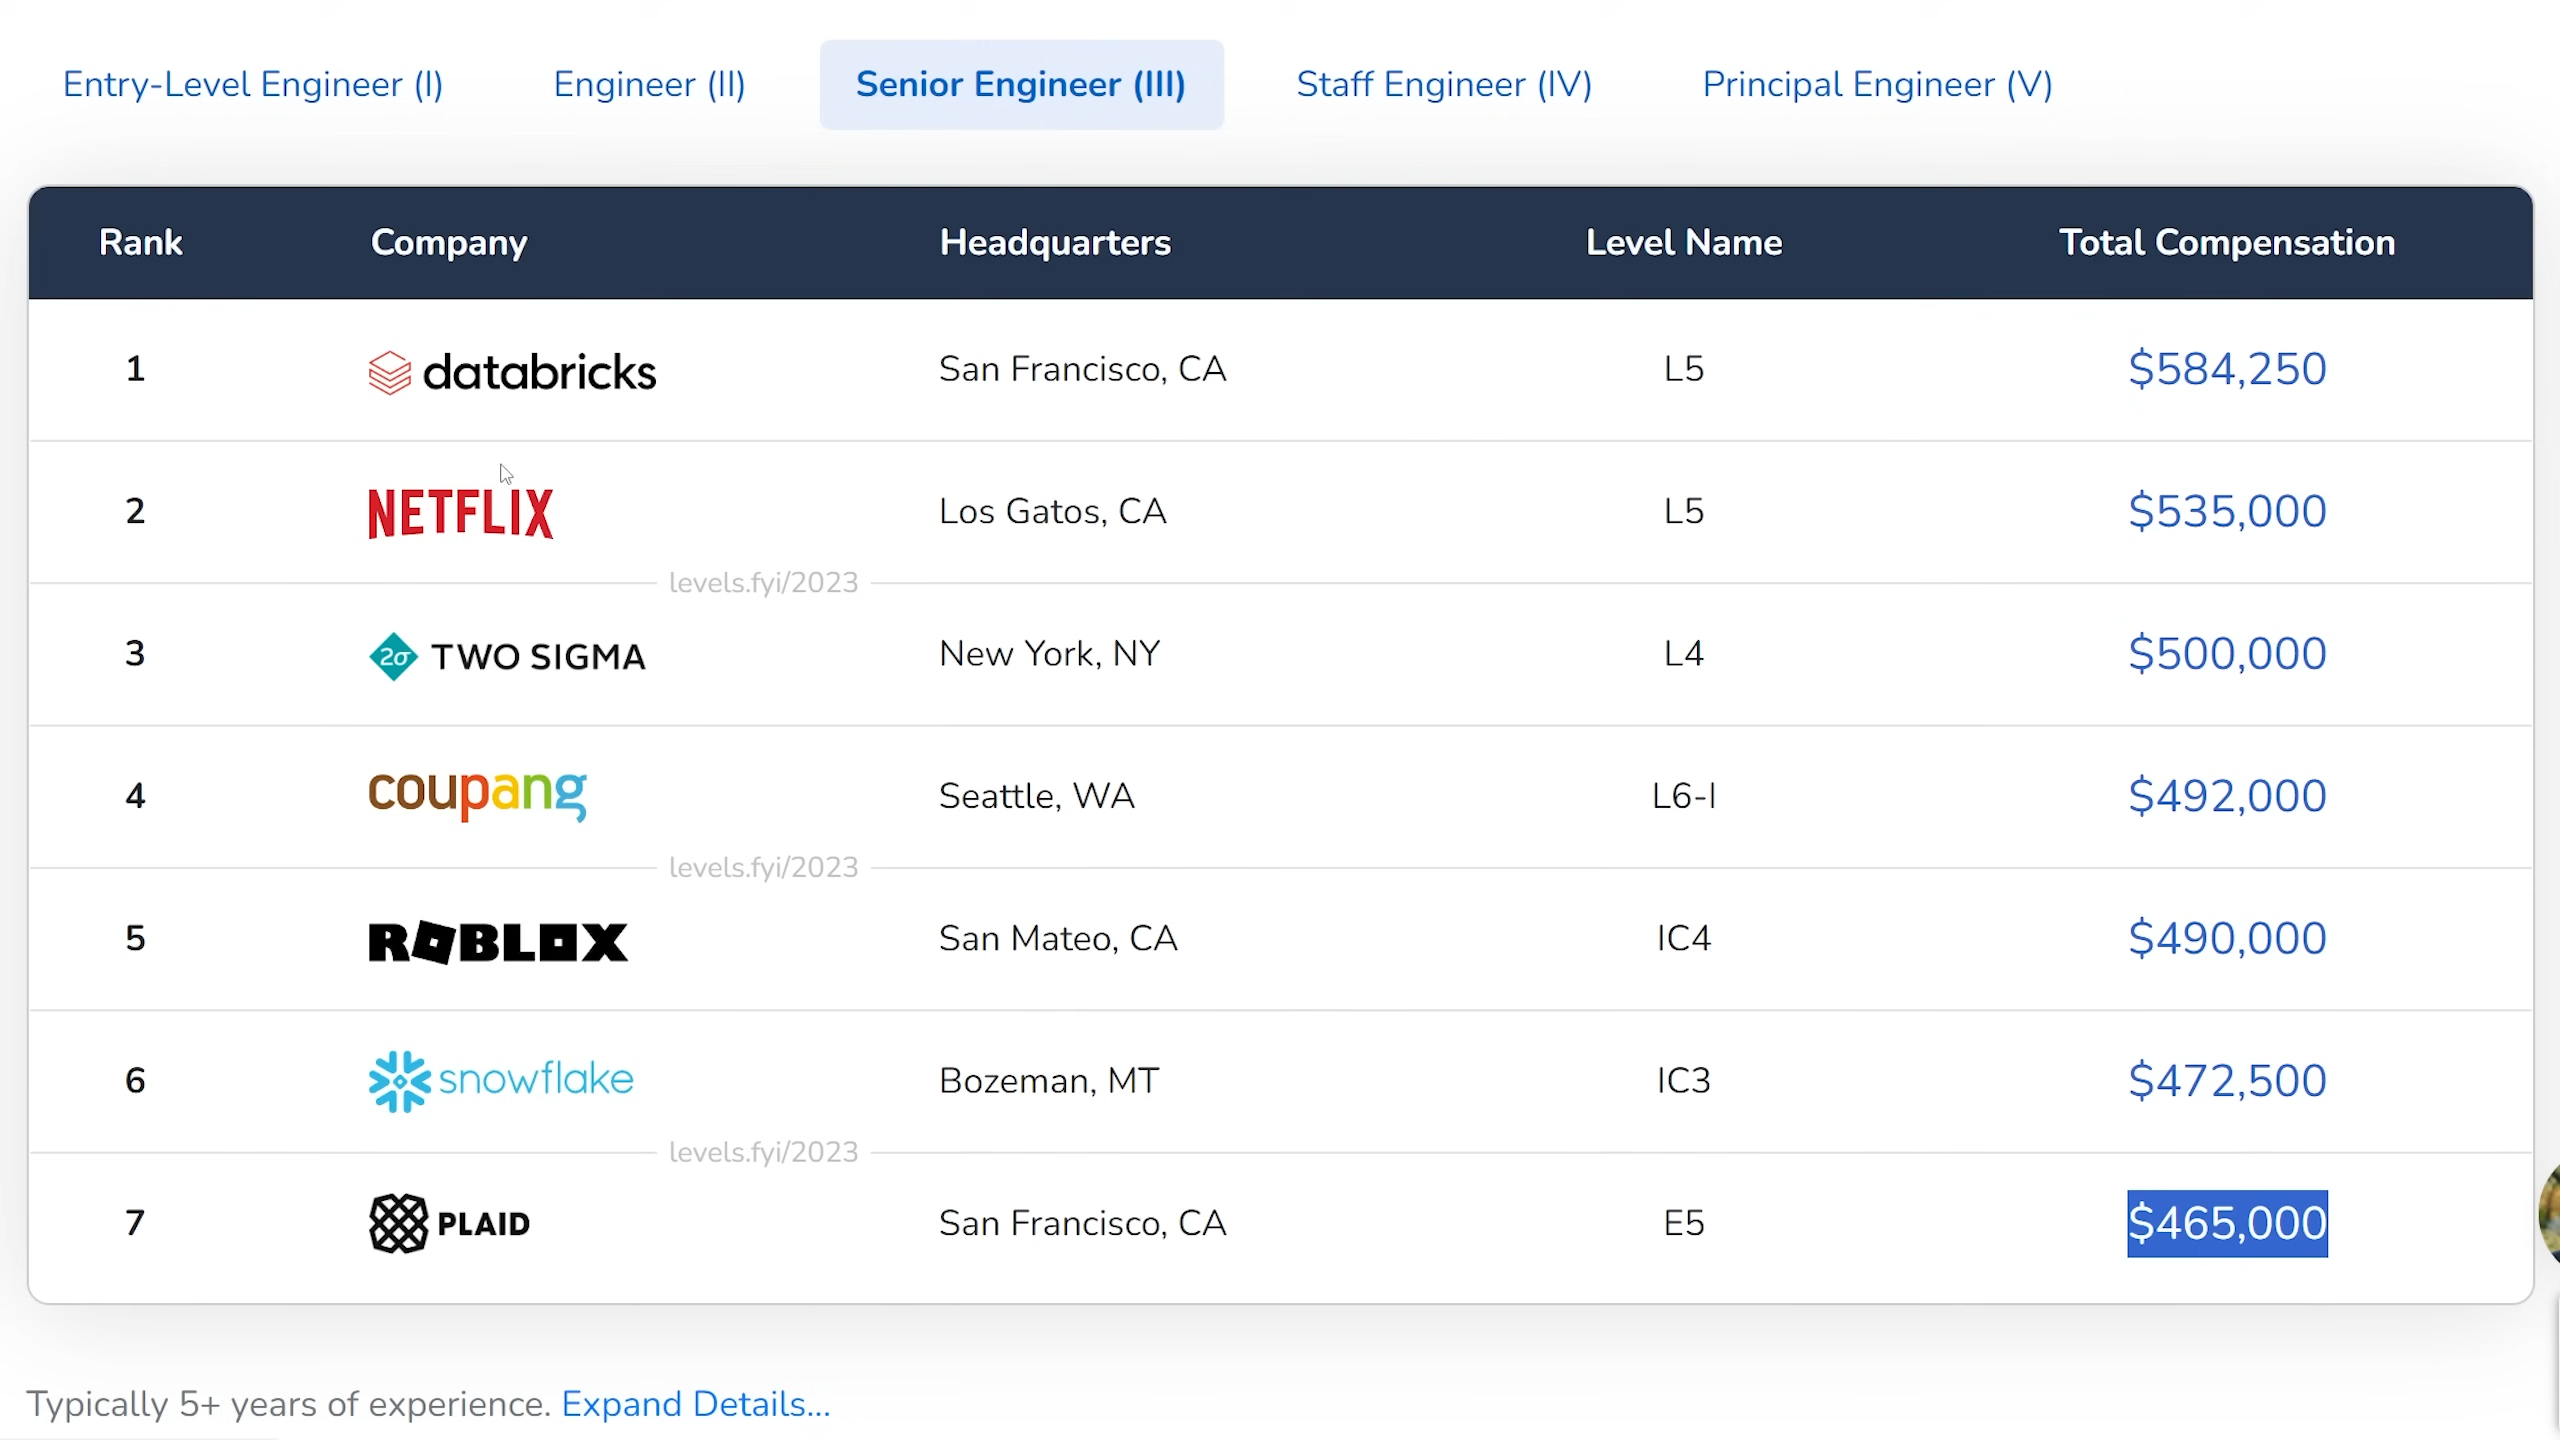 Entry-Level Engineer (I) Engineer (II) Senior Engineer (III) Staff Engineer (IV) Principal Engineer (V)
Rank Company Headquarters Level Name Total Compensation
1 databricks San Francisco, CA L5 $584,250
2 NETFLIX Los Gatos, CA L5 $535,000
levels.fyi/2023
3 2σ TWO SIGMA New York, NY L4 $500,000
4 coupang Seattle, WA L6-I $492,000
levels.fyi/2023
5 ROBLOX San Mateo, CA IC4 $490,000
6 snowflake Bozeman, MT IC3 $472,500
levels.fyi/2023
7 PLAID San Francisco, CA E5 $465,000
Typically 5+ years of experience. Expand Details...